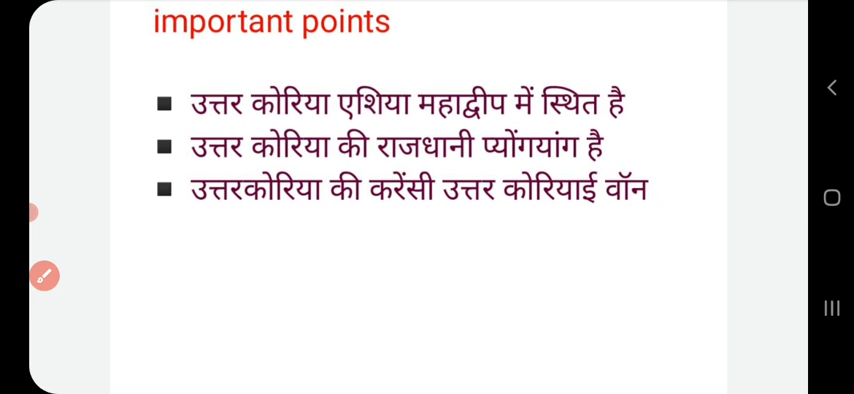 important points
▪ उत्तर कोरिया एशिया महाद्वीप में स्थित है
▪ उत्तर कोरिया की राजधानी प्योंगयांग है
▪ उत्तरकोरिया की करेंसी उत्तर कोरियाई वॉन